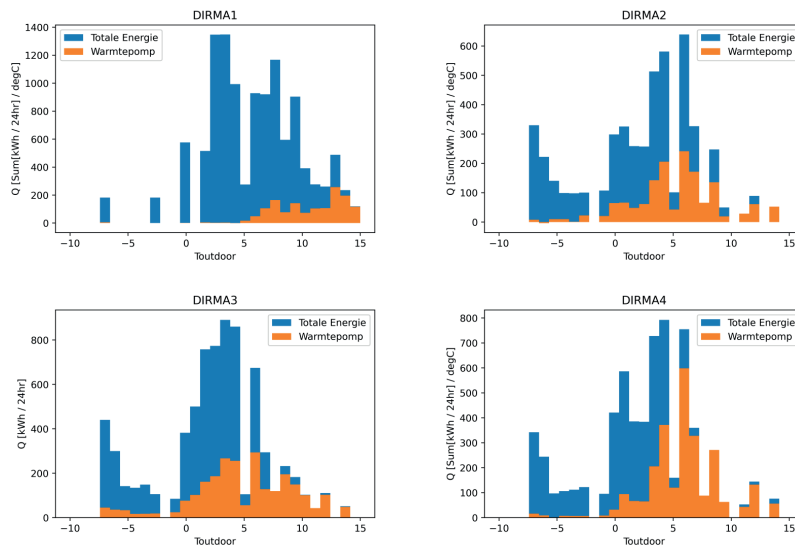 DIRMA1
Totale Energie
Warmtepomp
1400
1200
1000
800
600
400
200
0
Q [Sum[kWh / 24hr] / degC]
−10 −5 0 5 10 15
Toutdoor
DIRMA2
Totale Energie
Warmtepomp
600
500
400
300
200
100
0
Q [Sum[kWh / 24hr] / degC]
−10 −5 0 5 10 15
Toutdoor
DIRMA3
Totale Energie
Warmtepomp
800
600
400
200
0
Q [kWh / 24hr]
−10 −5 0 5 10 15
Toutdoor
DIRMA4
Totale Energie
Warmtepomp
800
700
600
500
400
300
200
100
0
Q [Sum[kWh / 24hr] / degC]
−10 −5 0 5 10 15
Toutdoor